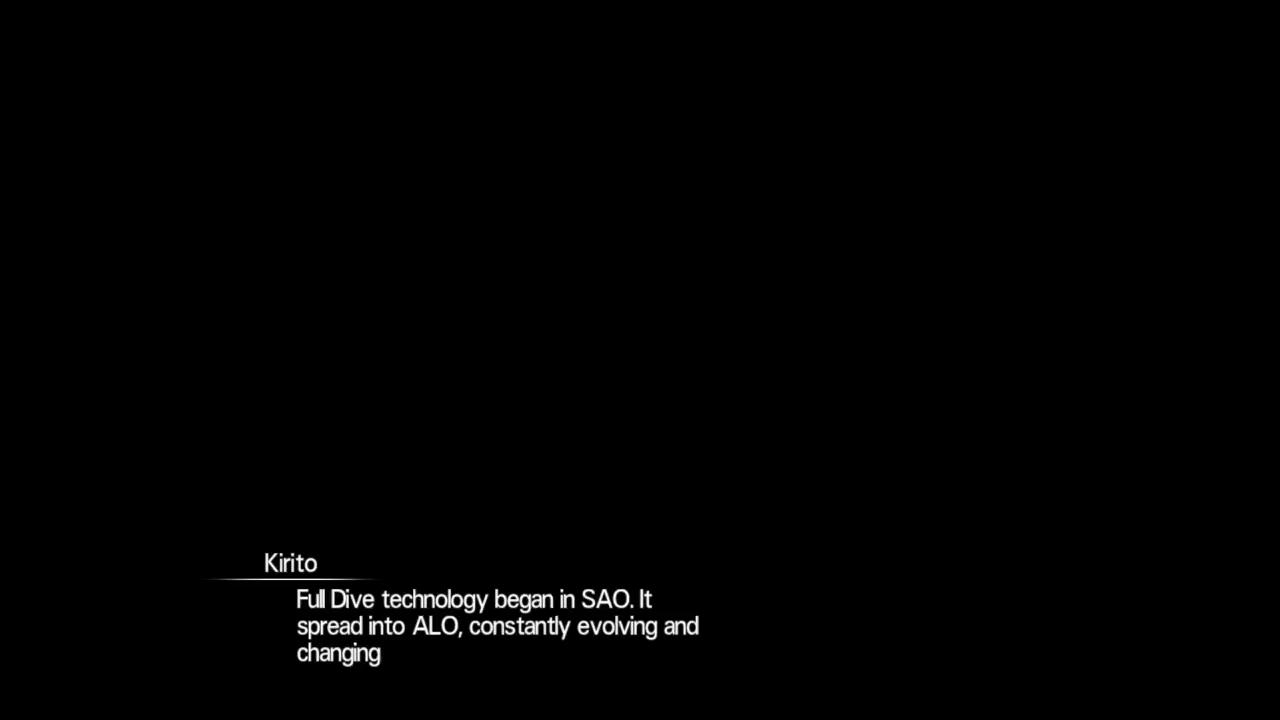 Kirito
Full Dive technology began in SAO. It
spread into ALO, constantly evolving and
changing